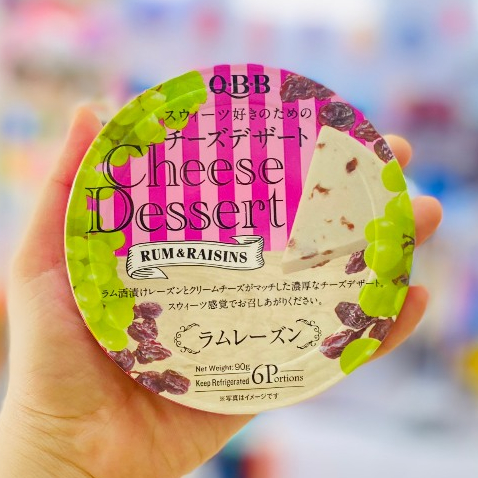 Q·B·B
スウィーツ好きのための
チーズデザート
Cheese
Dessert
RUM & RAISINS
ラム酒漬けレーズンとクリームチーズがマッチした濃厚なチーズデザート。
スウィーツ感覚でお召しあがりください。
ラムレーズン
Net Weight: 90g
Keep Refrigerated 6Portions
※写真はイメージです